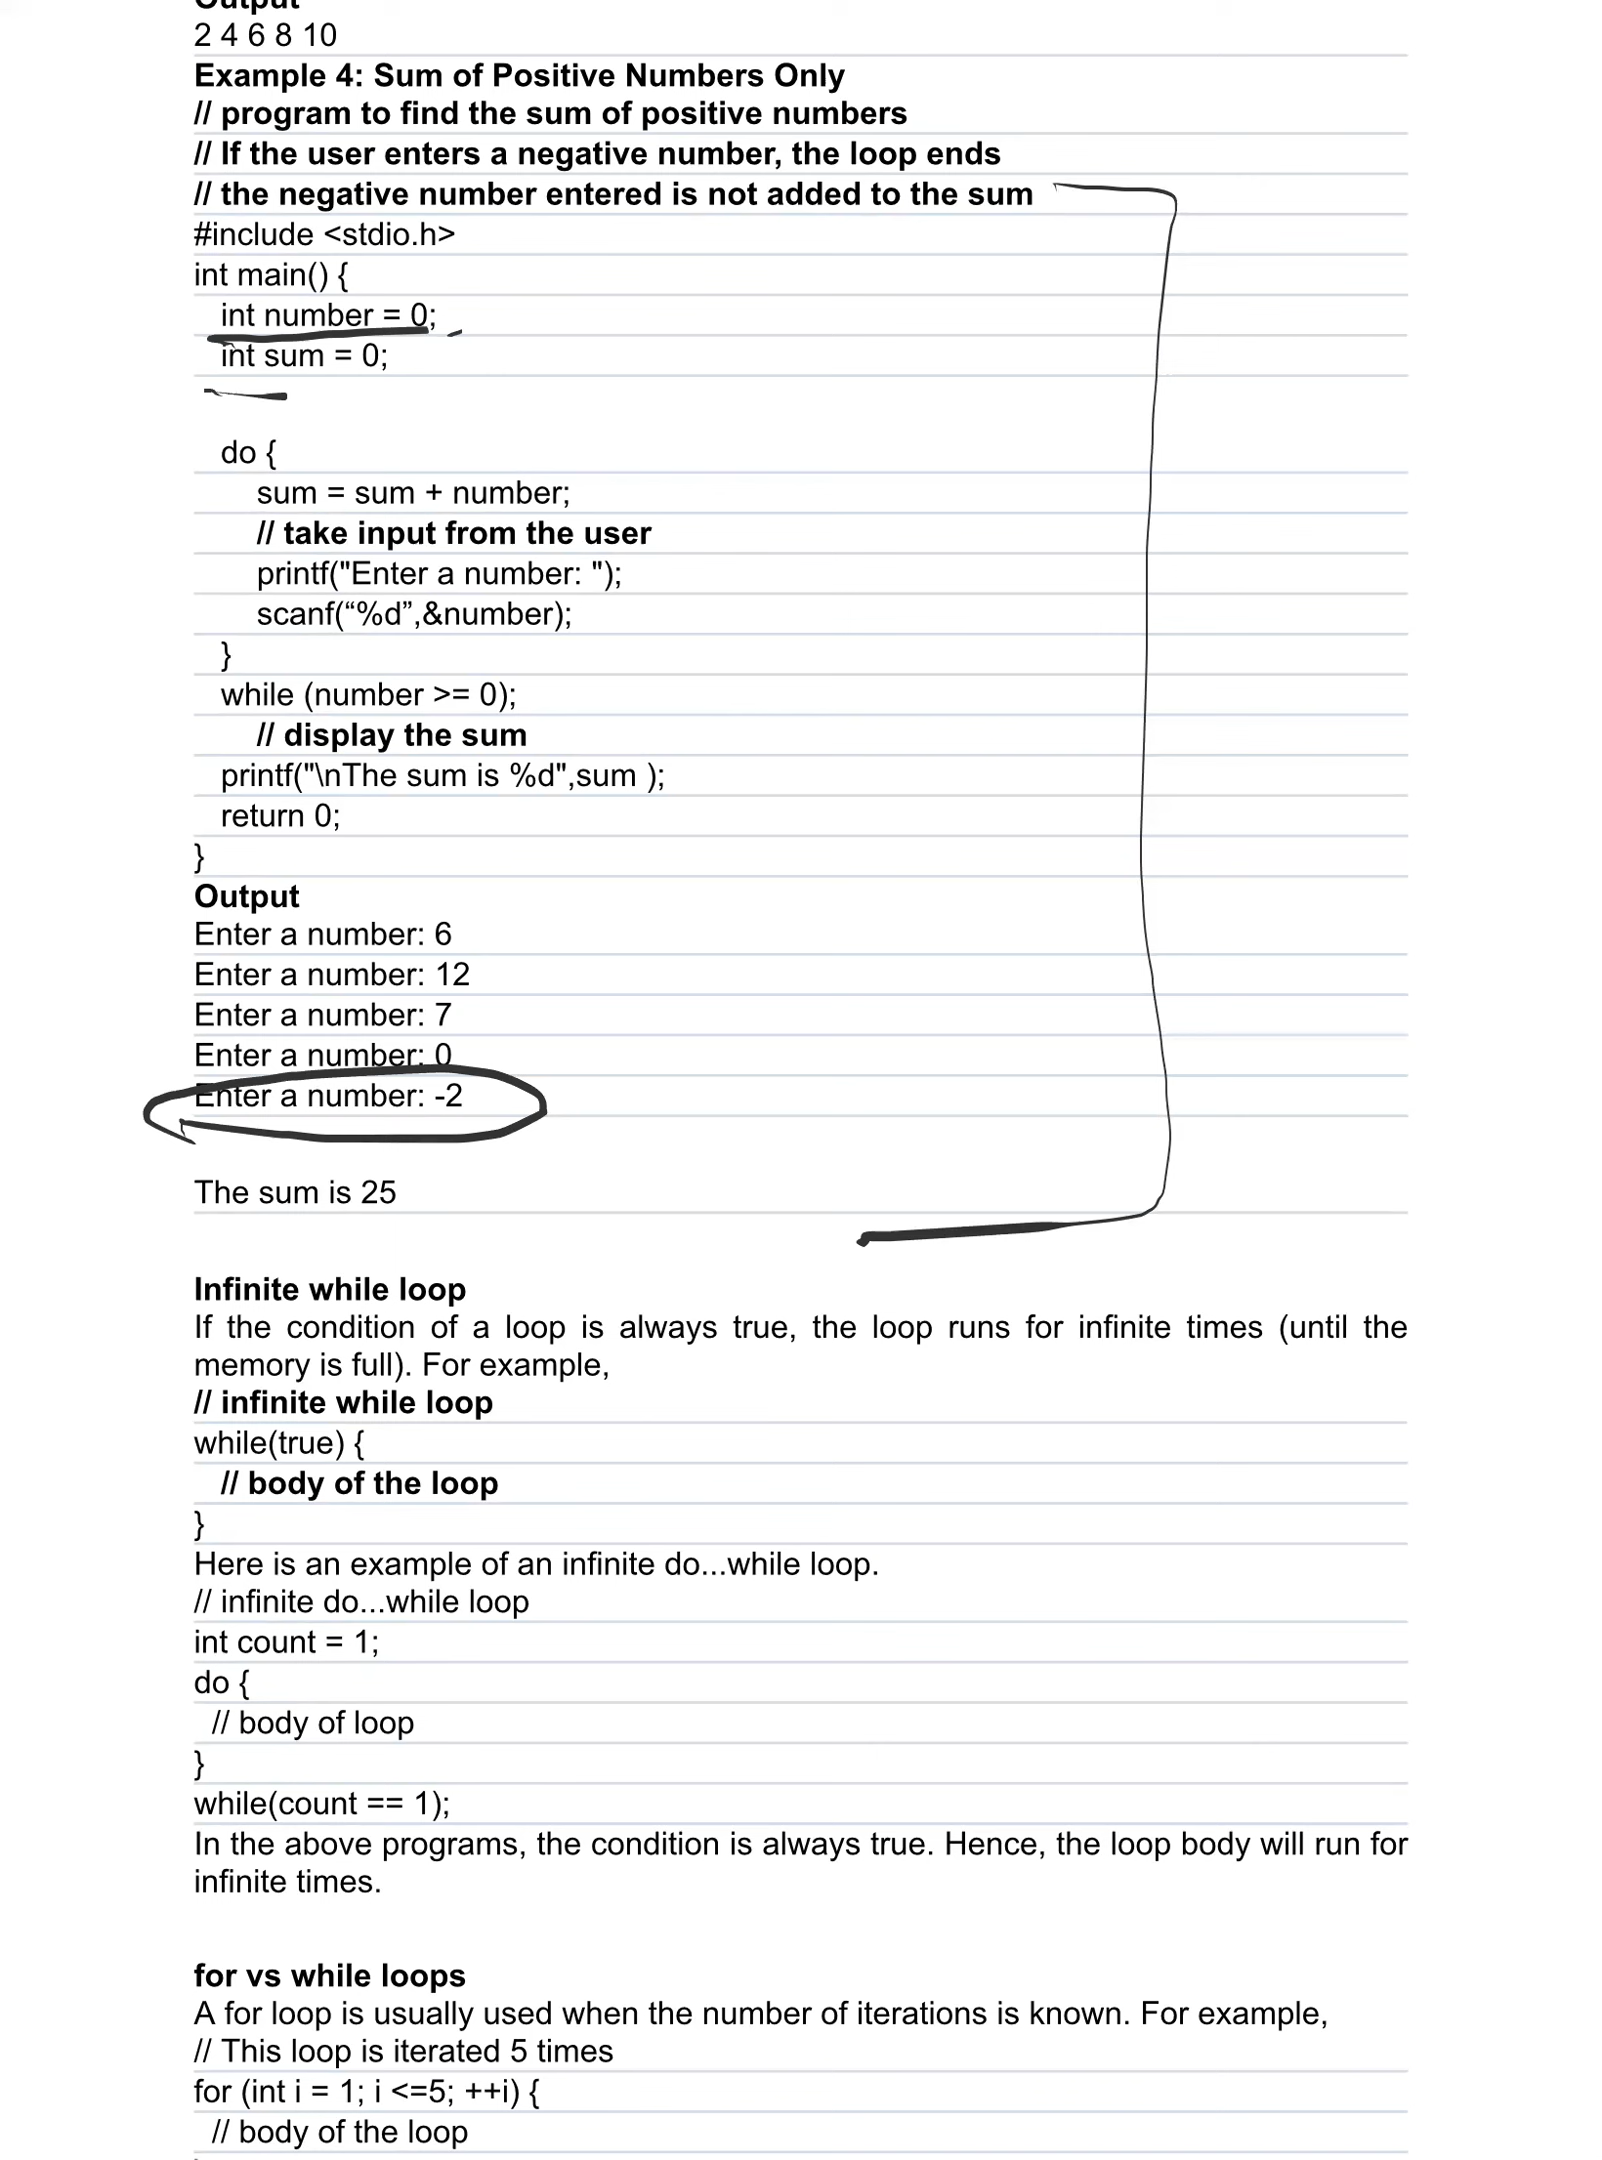 Output
2 4 6 8 10
Example 4: Sum of Positive Numbers Only
// program to find the sum of positive numbers
// If the user enters a negative number, the loop ends
// the negative number entered is not added to the sum
#include <stdio.h>
int main() {
   int number = 0;
   int sum = 0;

   do {
       sum = sum + number;
       // take input from the user
       printf("Enter a number: ");
       scanf(“%d”,&number);
   }
   while (number >= 0);
       // display the sum
   printf("\nThe sum is %d",sum );
   return 0;
}
Output
Enter a number: 6
Enter a number: 12
Enter a number: 7
Enter a number: 0
Enter a number: -2

The sum is 25

Infinite while loop
If the condition of a loop is always true, the loop runs for infinite times (until the
memory is full). For example,
// infinite while loop
while(true) {
   // body of the loop
}
Here is an example of an infinite do...while loop.
// infinite do...while loop
int count = 1;
do {
  // body of loop
}
while(count == 1);
In the above programs, the condition is always true. Hence, the loop body will run for
infinite times.

for vs while loops
A for loop is usually used when the number of iterations is known. For example,
// This loop is iterated 5 times
for (int i = 1; i <=5; ++i) {
  // body of the loop